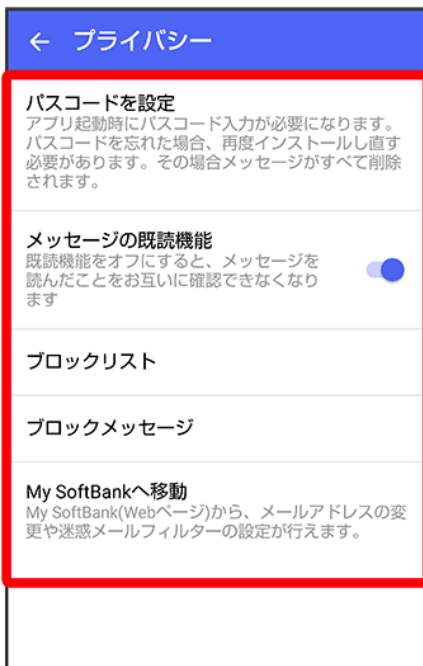 ← プライバシー
パスコードを設定
アプリ起動時にパスコード入力が必要になります。
パスコードを忘れた場合、再度インストールし直す
必要があります。その場合メッセージがすべて削除
されます。
メッセージの既読機能
既読機能をオフにすると、メッセージを
読んだことをお互いに確認できなくなり
ます
ブロックリスト
ブロックメッセージ
My SoftBankへ移動
My SoftBank(Webページ)から、メールアドレスの変
更や迷惑メールフィルターの設定が行えます。